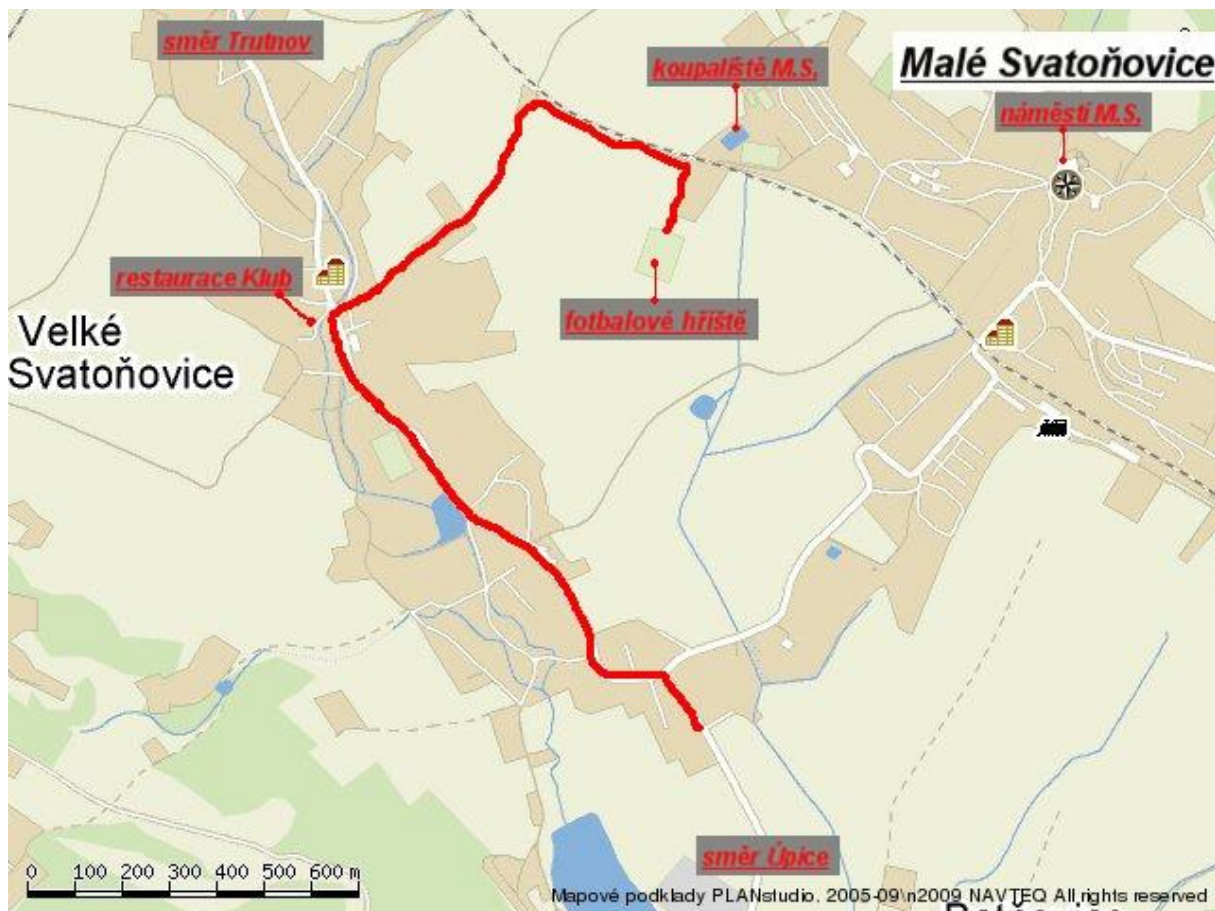 směr Trutnov
koupaliště M.S,
Malé Svatoňovice
náměstí M.S,
restaurace Klub
fotbalové hřiště
Velké
Svatoňovice
směr Úpice
0 100 200 300 400 500 600 m
Mapové podklady PLANstudio. 2005-09\n2009 NAVTEQ All rights reserved